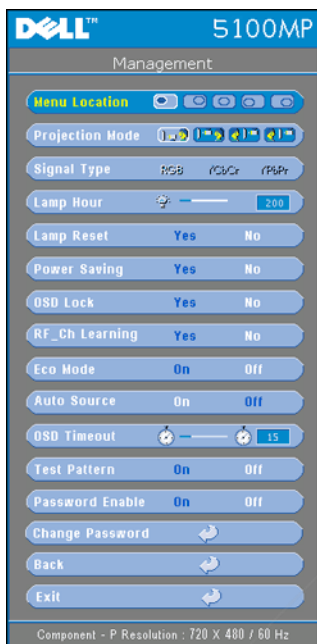 DELL™ 5100MP
Management
Menu Location
Projection Mode
Signal Type RGB /CbCr /PbPr
Lamp Hour 200
Lamp Reset Yes No
Power Saving Yes No
OSD Lock Yes No
RF_Ch Learning Yes No
Eco Mode On Off
Auto Source On Off
OSD Timeout 15
Test Pattern On Off
Password Enable On Off
Change Password
Back
Exit
Component - P Resolution : 720 X 480 / 60 Hz